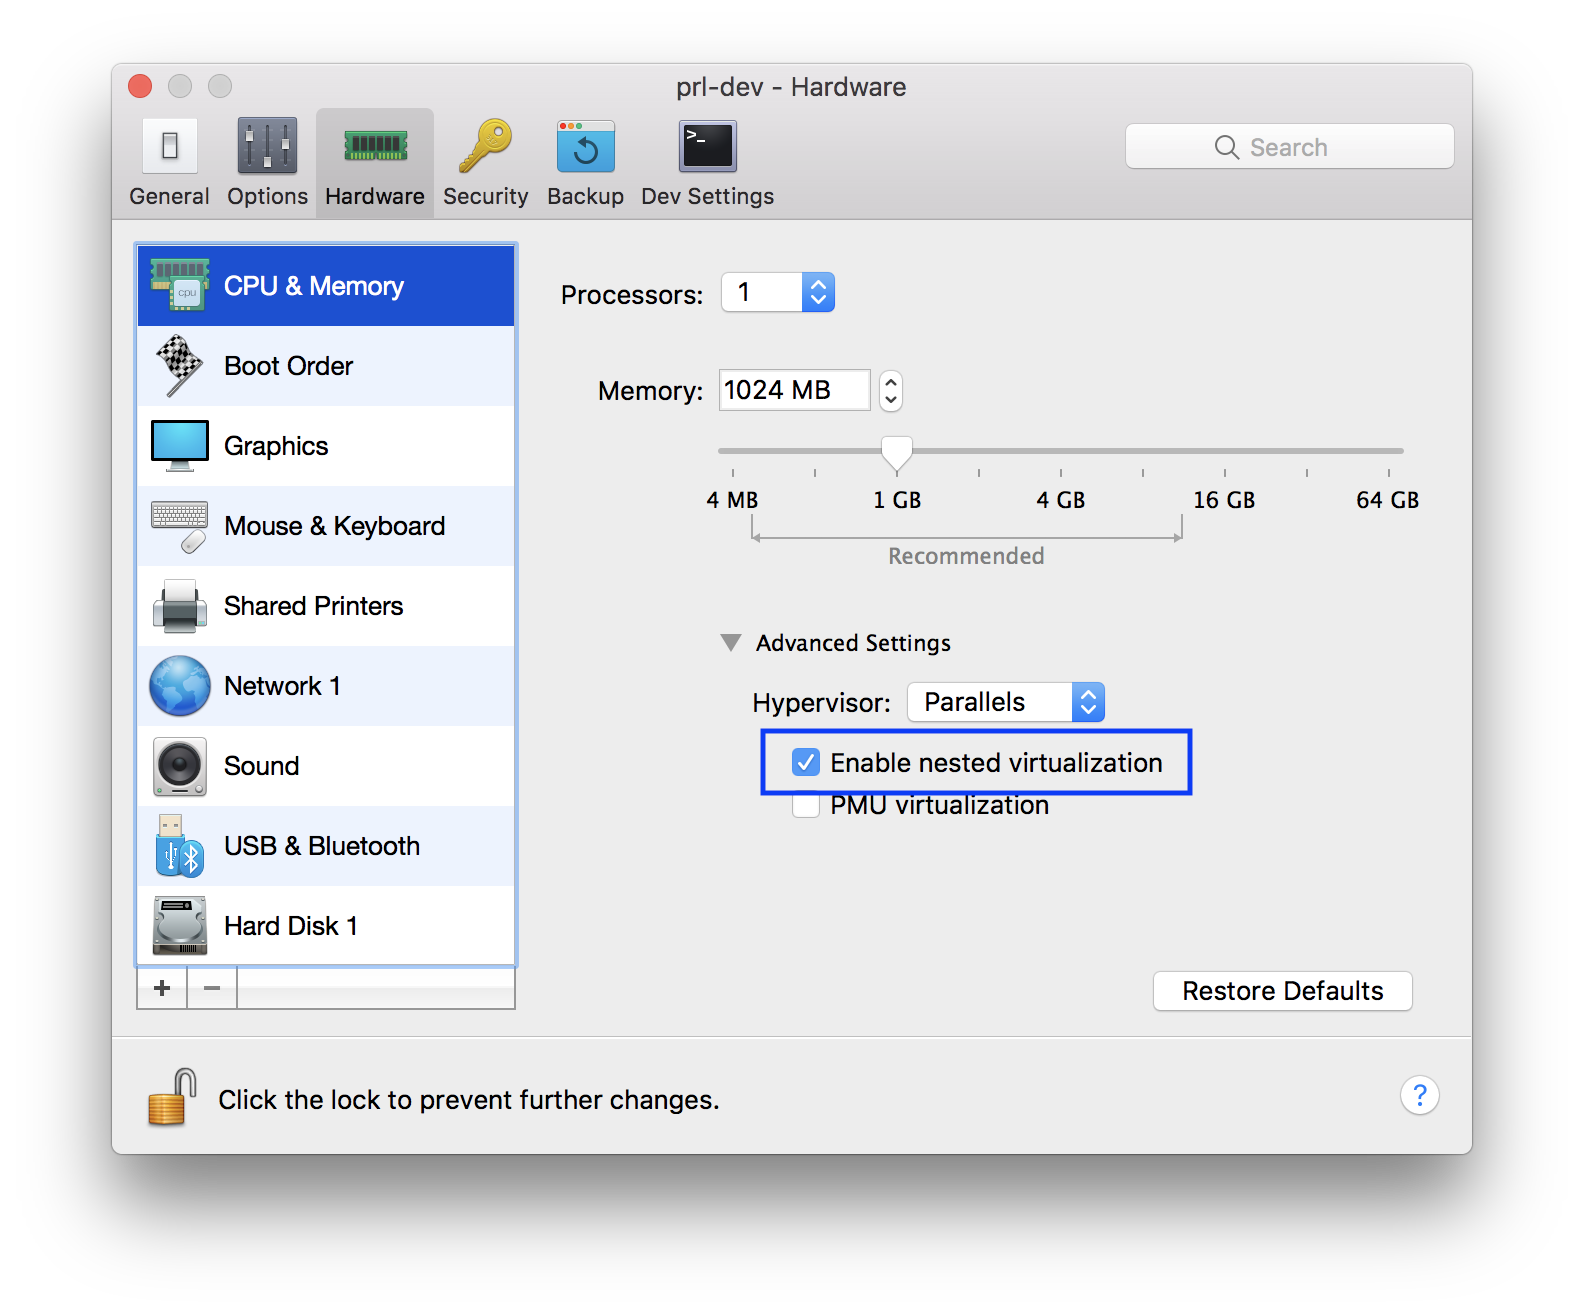 prl-dev - Hardware
>_
Search
General Options Hardware Security Backup Dev Settings
cpu
CPU & Memory
Boot Order
Graphics
Mouse & Keyboard
Shared Printers
Network 1
Sound
USB & Bluetooth
Hard Disk 1
+ −
Processors: 1
Memory: 1024 MB
4 MB 1 GB 4 GB 16 GB 64 GB
Recommended
Advanced Settings
Hypervisor: Parallels
Enable nested virtualization
PMU virtualization
Restore Defaults
Click the lock to prevent further changes.
?